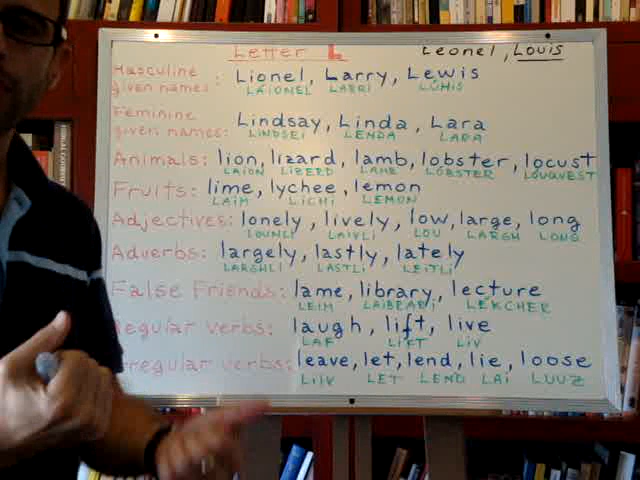 Letter L Leonel, Louis
Masculine given names: Lionel, Larry, Lewis
LAIONEL LARRI LÚHIS
Feminine given names: Lindsay, Linda, Lara
LINDSEI LENDA LARA
Animals: lion, lizard, lamb, lobster, locust
LAION LIZERD LAMB LOBSTER
Fruits: lime, lychee, lemon
LAIM LICHI LEMON
Adjectives: lonely, lively, low, large, long
LOUNLI LAIVLI LOU LARGH LONG
Adverbs: largely, lastly, lately
LARGHLI LASTLI LEITLI
False Friends: lame, library, lecture
LEIM LAIBRARI LÉKCHER
Regular verbs: laugh, lift, live
LAF LIFT LIV
Irregular verbs: leave, let, lend, lie, loose
LIIV LET LEND LAI LUUZ